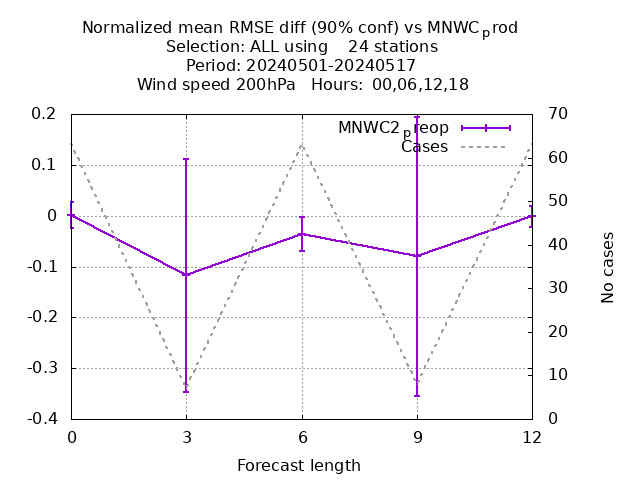 Normalized mean RMSE diff (90% conf) vs MNWCprod
Selection: ALL using    24 stations
Period: 20240501-20240517
Wind speed 200hPa   Hours:  00,06,12,18
0.2
0.1
0
-0.1
-0.2
-0.3
-0.4
70
60
50
40
30
20
10
0
MNWC2preop
Cases
No cases
0
3
6
9
12
Forecast length